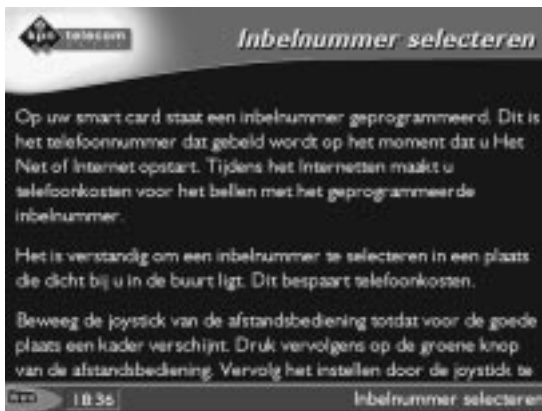 kpn telecom
Inbelnummer selecteren
Op uw smart card staat een inbelnummer geprogrammeerd. Dit is
het telefoonnummer dat gebeld wordt op het moment dat u Het
Net of Internet opstart. Tijdens het Internetten maakt u
telefoonkosten voor het bellen met het geprogrammeerde
inbelnummer.
Het is verstandig om een inbelnummer te selecteren in een plaats
die dicht bij u in de buurt ligt. Dit bespaart telefoonkosten.
Beweeg de joystick van de afstandsbediening totdat voor de goede
plaats een kader verschijnt. Druk vervolgens op de groene knop
van de afstandsbediening. Vervolg het instellen door de joystick te
18:36
Inbelnummer selecteren